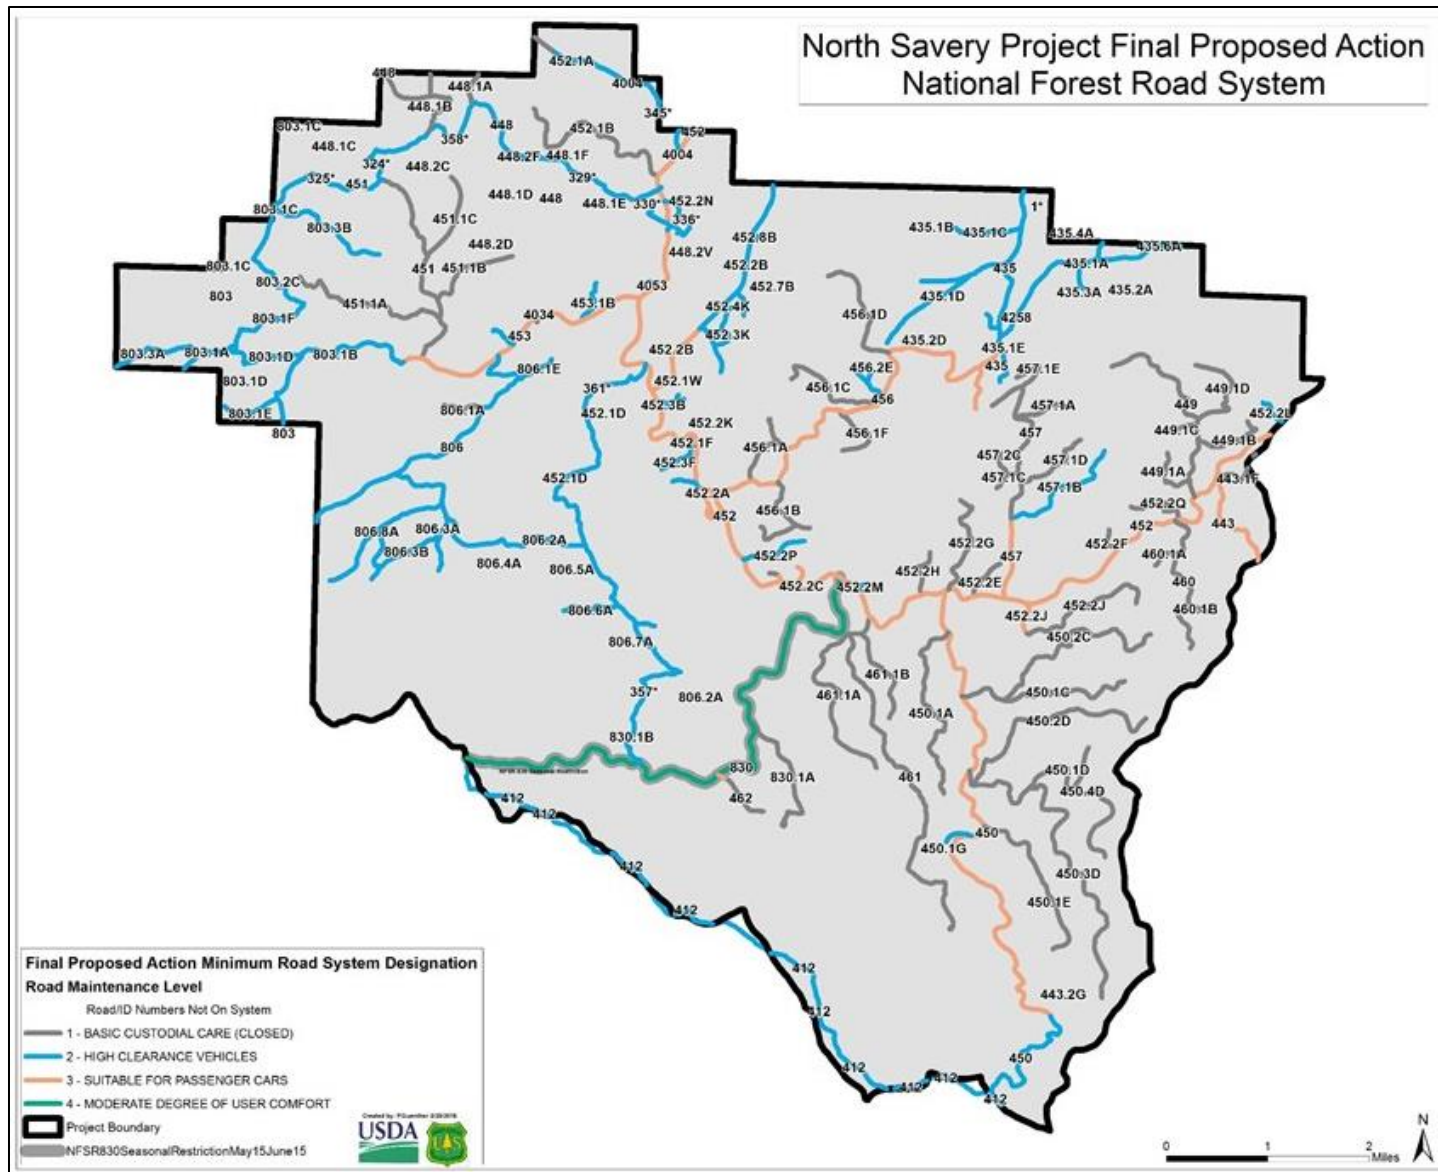 North Savery Project Final Proposed Action
National Forest Road System
452.1A
448
4004
448.1A
448.1B
345*
803.1C
448
452.1B
452
358*
448.1C
4004
448.2F
448.1F
324*
448.2C
325*
451
329*
448.1D
448
448.1E
330*
452.2N
1*
803.1C
451.1C
336*
803.3B
435.1B
435.1C
435.4A
452.8B
448.2D
448.2V
435.6A
803.1C
451
451.1B
452.2B
435
435.1A
803.2C
4053
452.7B
435.3A
435.2A
803
435.1D
451.1A
453.1B
452.4K
456.1D
803.1F
4034
4258
453
452.3K
435.2D
803.3A
803.1A
803.1D
803.1B
452.2B
435.1E
806.1E
456.2E
435
457.1E
803.1D
361*
452.1W
456.1C
449.1D
452.3B
456
457.1A
449
803.1E
806.1A
452.1D
452.2L
803
452.2K
456.1F
457
449.1C
452.1F
449.1B
806
456.1A
457.2C
457.1D
452.3F
449.1A
452.1D
457.1C
443.1F
457.1B
452.2A
452.2Q
456.1B
452
452
443
806.8A
806.3A
806.2A
452.2G
452.2F
806.3B
452.2P
457
460.1A
806.4A
806.5A
452.2H
452.2C
452.2M
452.2E
460
806.6A
452.2J
452.2J
460.1B
806.7A
450.2C
461.1B
357*
806.2A
461.1A
450.1C
450.1A
450.2D
830.1B
830
830.1A
461
450.1D
NFSR 830 Seasonal Restriction
450.4D
412
462
412
450
450.1G
412
450.3D
450.1E
412
412
443.2G
412
450
412
412
412
412
Final Proposed Action Minimum Road System Designation
Road Maintenance Level
Road/ID Numbers Not On System
1 - BASIC CUSTODIAL CARE (CLOSED)
2 - HIGH CLEARANCE VEHICLES
3 - SUITABLE FOR PASSENGER CARS
4 - MODERATE DEGREE OF USER COMFORT
Project Boundary
NFSR830SeasonalRestrictionMay15June15
USDA
U S
N
0 1 2
Miles